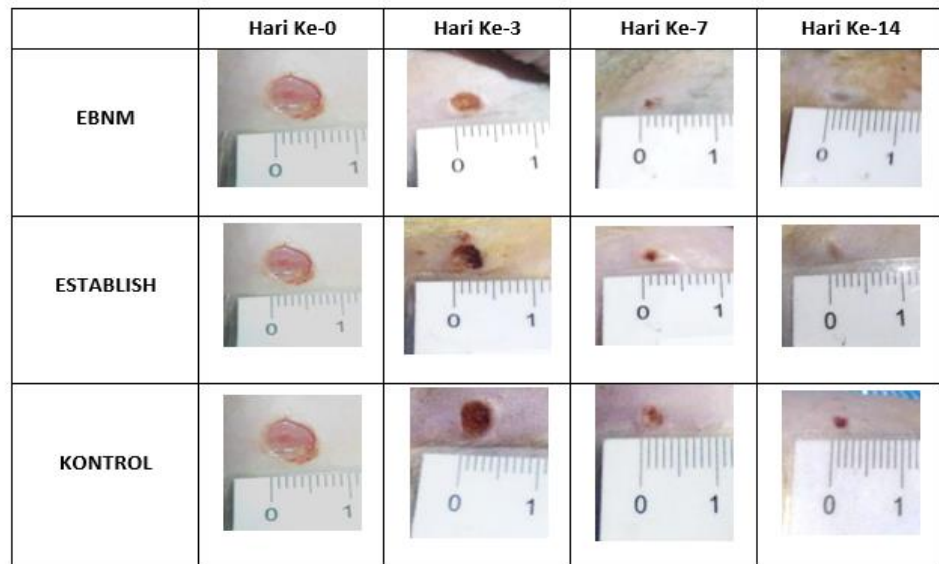 Hari Ke-0 Hari Ke-3 Hari Ke-7 Hari Ke-14
EBNM
0 1 0 1 0 1 0 1
ESTABLISH
0 1 0 1 0 1 0 1
KONTROL
0 1 0 1 0 1 0 1